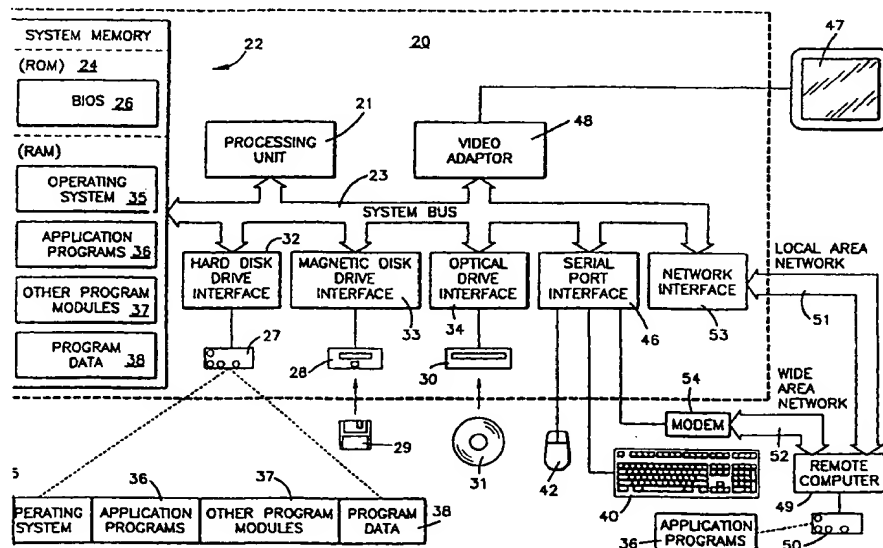 SYSTEM MEMORY
(ROM) 24
BIOS 26
(RAM)
OPERATING
SYSTEM 35
APPLICATION
PROGRAMS 36
OTHER PROGRAM
MODULES 37
PROGRAM
DATA 38
22
20
21
PROCESSING
UNIT
VIDEO
ADAPTOR
48
47
23
SYSTEM BUS
HARD DISK
DRIVE
INTERFACE
32
MAGNETIC DISK
DRIVE
INTERFACE
33
OPTICAL
DRIVE
INTERFACE
34
SERIAL
PORT
INTERFACE
46
NETWORK
INTERFACE
53
LOCAL AREA
NETWORK
51
27
28
30
29
31
42
54
MODEM
WIDE
AREA
NETWORK
52
40
REMOTE
COMPUTER
49
50
PERATING
SYSTEM
36
APPLICATION
PROGRAMS
37
OTHER PROGRAM
MODULES
PROGRAM
DATA
38
36
APPLICATION
PROGRAMS